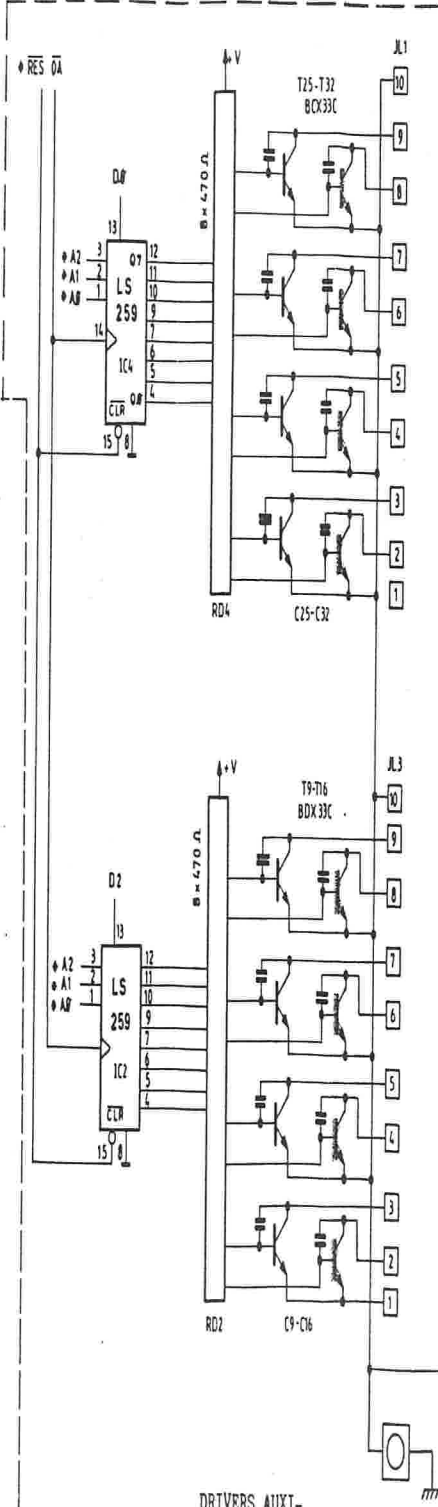 JL1
RES 0A
+V
10
T25-T32
BCX33C
9
8 x 470 Ω
8
D0
13
A2 3 Q7 12
A1 2 11
A0 1 LS 10
259 9
14 7
IC4 6
5
CLR Q0 4
15 8
7
6
5
4
3
2
1
RD4
C25-C32
+V
JL3
T9-T16
BDX33C
10
9
8 x 470 Ω
8
D2
13
A2 3 12
A1 2 LS 11
A0 1 10
259 9
7
IC2 6
5
CLR 4
15 8
7
6
5
4
3
2
1
RD2
C9-C16
DRIVERS AUXI-